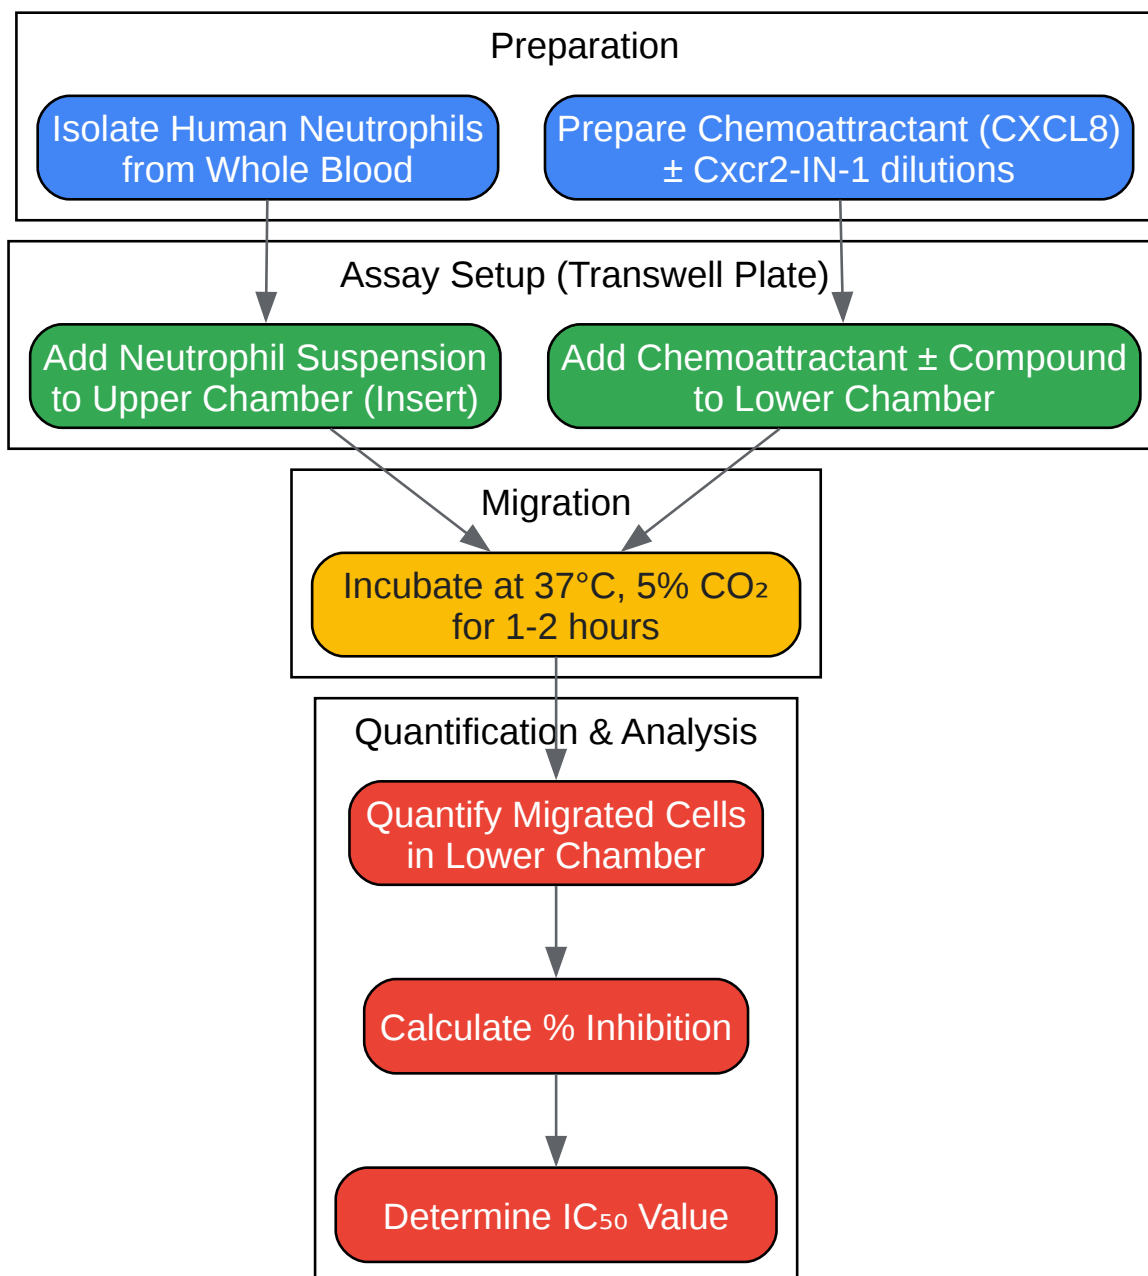 Preparation
Isolate Human Neutrophils
from Whole Blood
Prepare Chemoattractant (CXCL8)
± Cxcr2-IN-1 dilutions
Assay Setup (Transwell Plate)
Add Neutrophil Suspension
to Upper Chamber (Insert)
Add Chemoattractant ± Compound
to Lower Chamber
Migration
Incubate at 37°C, 5% CO₂
for 1-2 hours
Quantification & Analysis
Quantify Migrated Cells
in Lower Chamber
Calculate % Inhibition
Determine IC₅₀ Value